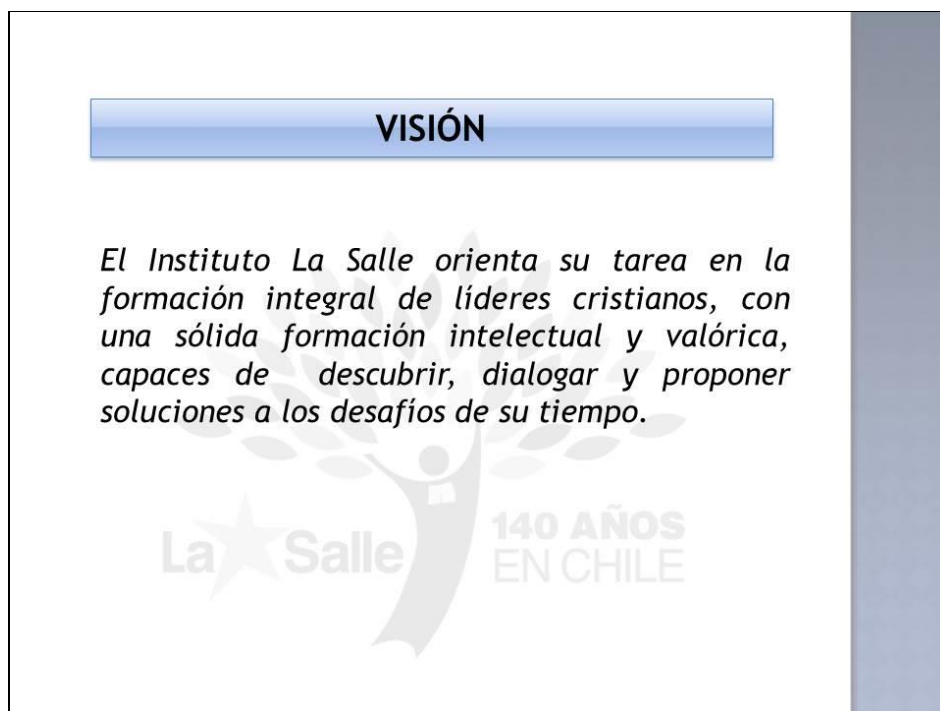 VISIÓN
El Instituto La Salle orienta su tarea en la
formación integral de líderes cristianos, con
una sólida formación intelectual y valórica,
capaces de descubrir, dialogar y proponer
soluciones a los desafíos de su tiempo.
La Salle
140 AÑOS
EN CHILE